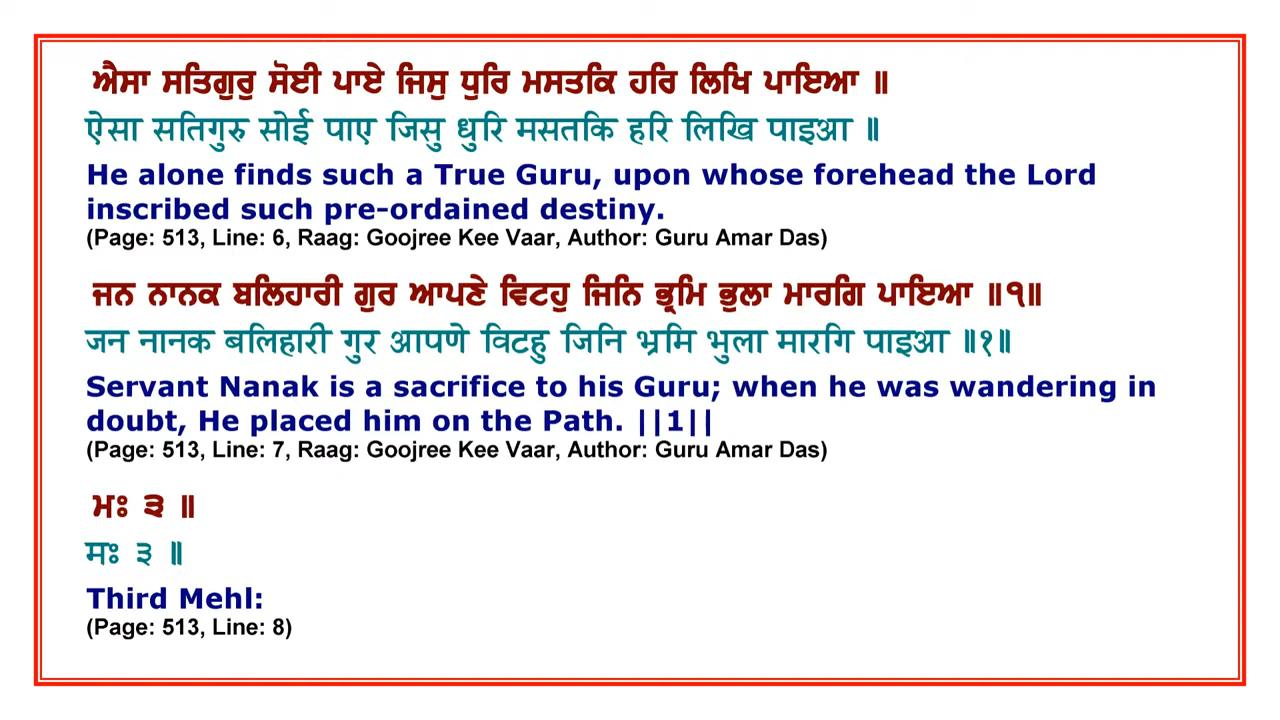 ਐਸਾ ਸਤਿਗੁਰੁ ਸੋਈ ਪਾਏ ਜਿਸੁ ਧੁਰਿ ਮਸਤਕਿ ਹਰਿ ਲਿਖਿ ਪਾਇਆ ॥
ऐसा सतिगुरु सोई पाए जिसु धुरि मसतकि हरि लिखि पाइआ ॥
He alone finds such a True Guru, upon whose forehead the Lord
inscribed such pre-ordained destiny.
(Page: 513, Line: 6, Raag: Goojree Kee Vaar, Author: Guru Amar Das)
ਜਨ ਨਾਨਕ ਬਲਿਹਾਰੀ ਗੁਰ ਆਪਣੇ ਵਿਟਹੁ ਜਿਨਿ ਭ੍ਰਮਿ ਭੁਲਾ ਮਾਰਗਿ ਪਾਇਆ ॥੧॥
जन नानक बलिहारी गुर आपणे विटहु जिनि भ्रमि भुला मारगि पाइआ ॥१॥
Servant Nanak is a sacrifice to his Guru; when he was wandering in
doubt, He placed him on the Path. ||1||
(Page: 513, Line: 7, Raag: Goojree Kee Vaar, Author: Guru Amar Das)
ਮਃ ੩ ॥
मः ३ ॥
Third Mehl:
(Page: 513, Line: 8)